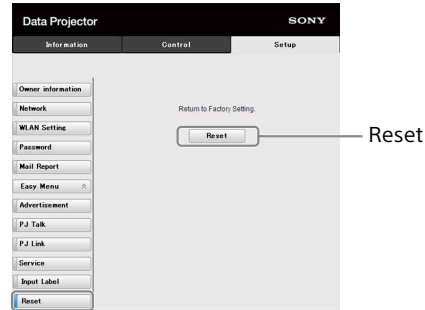 Data Projector
SONY
Information
Control
Setup
Owner information
Network
WLAN Setting
Password
Mail Report
Easy Menu
Advertisement
PJ Talk
PJ Link
Service
Input Label
Reset
Return to Factory Setting.
Reset
Reset